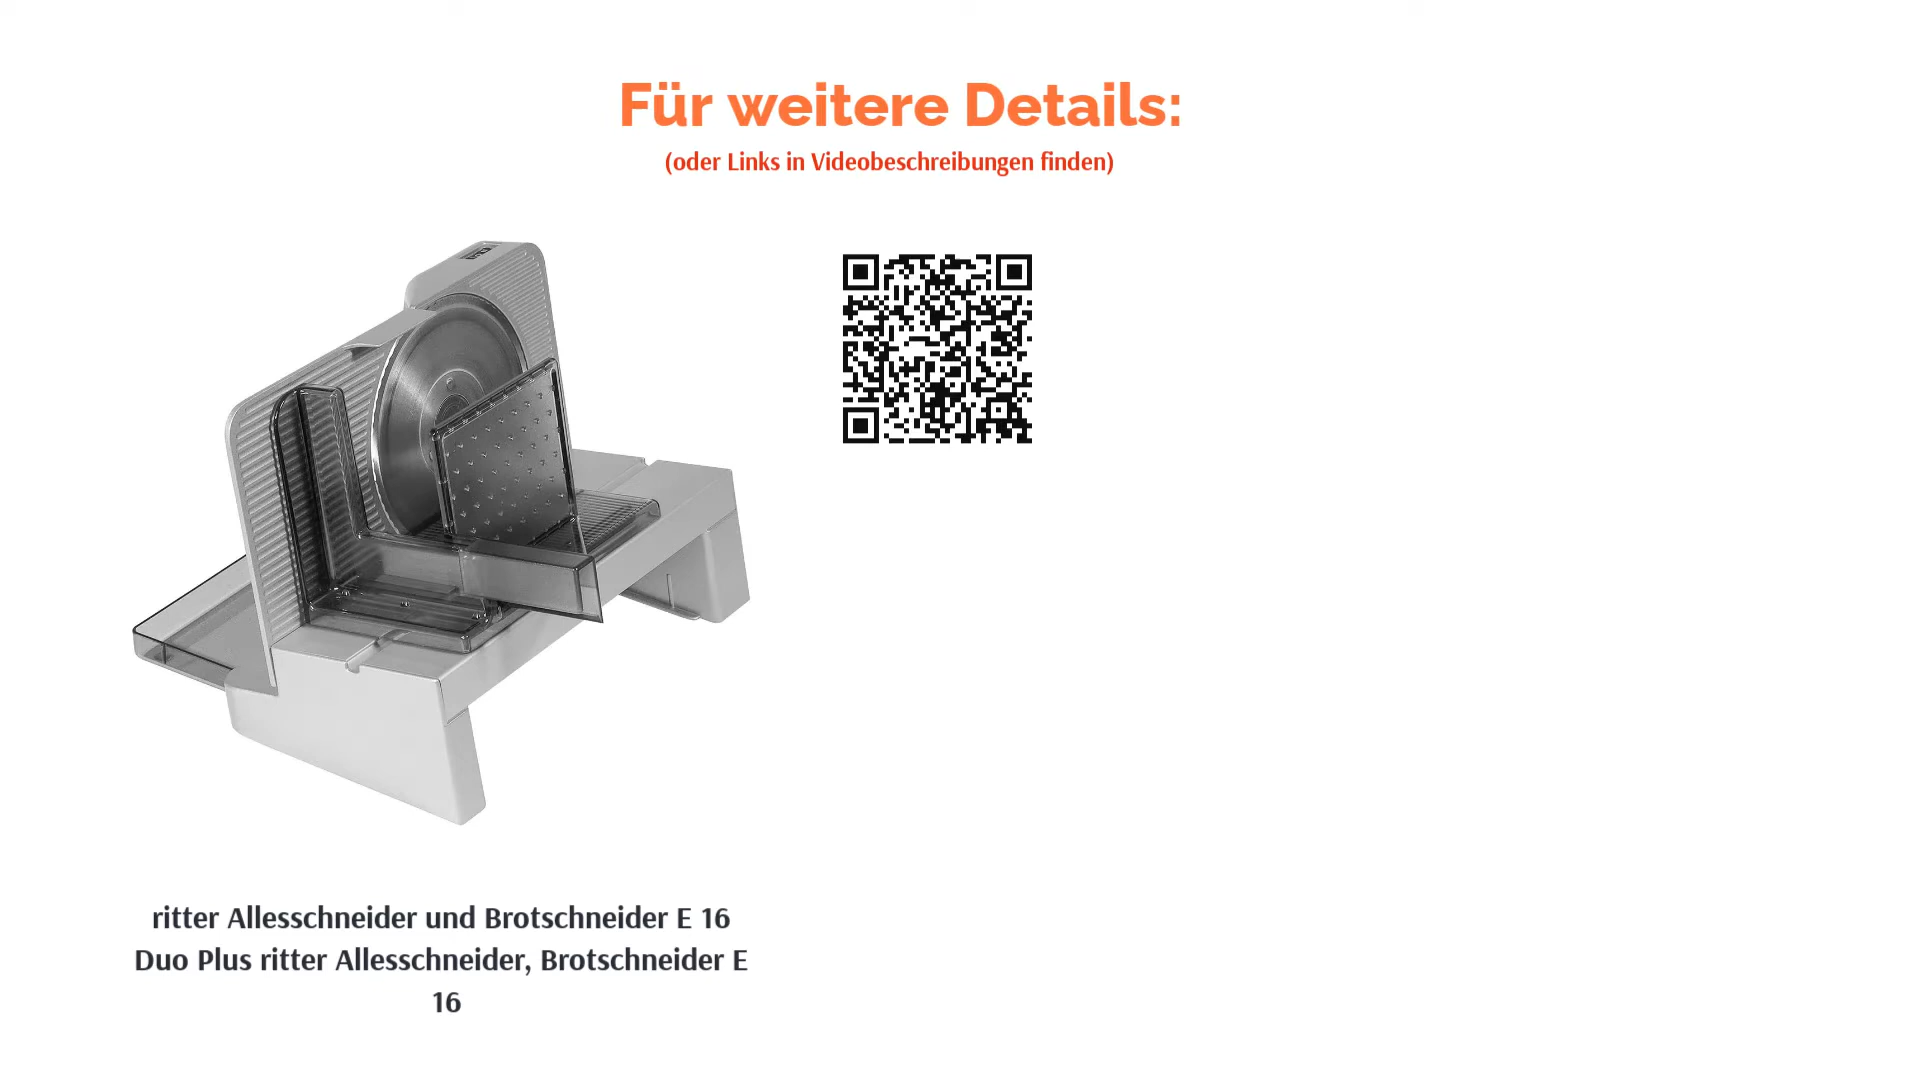 Für weitere Details:
(oder Links in Videobeschreibungen finden)
ritter Allesschneider und Brotschneider E 16
Duo Plus ritter Allesschneider, Brotschneider E
16